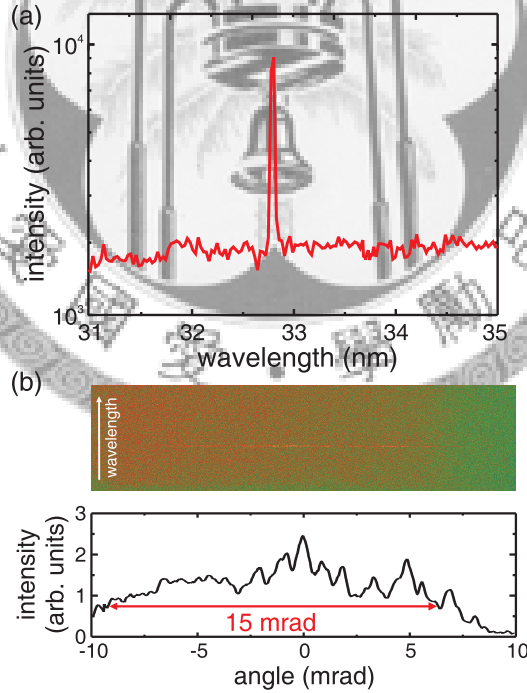 (a)
10⁴
intensity (arb. units)
10³
31 32 33 34 35
wavelength (nm)
(b)
wavelength
3
2
1
0
intensity
(arb. units)
15 mrad
-10 -5 0 5 10
angle (mrad)